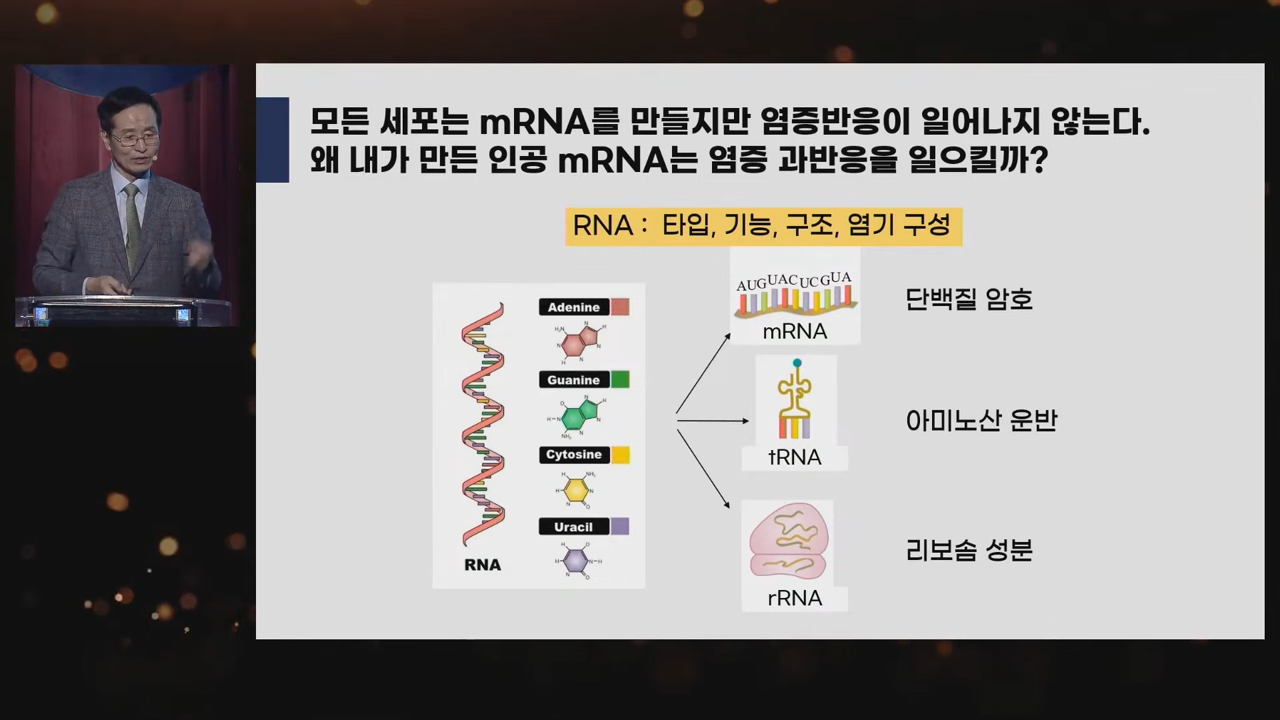 모든 세포는 mRNA를 만들지만 염증반응이 일어나지 않는다.
왜 내가 만든 인공 mRNA는 염증 과반응을 일으킬까?
RNA : 타입, 기능, 구조, 염기 구성
Adenine
Guanine
Cytosine
Uracil
RNA
AUGUACUCGUA
mRNA
단백질 암호
tRNA
아미노산 운반
rRNA
리보솜 성분